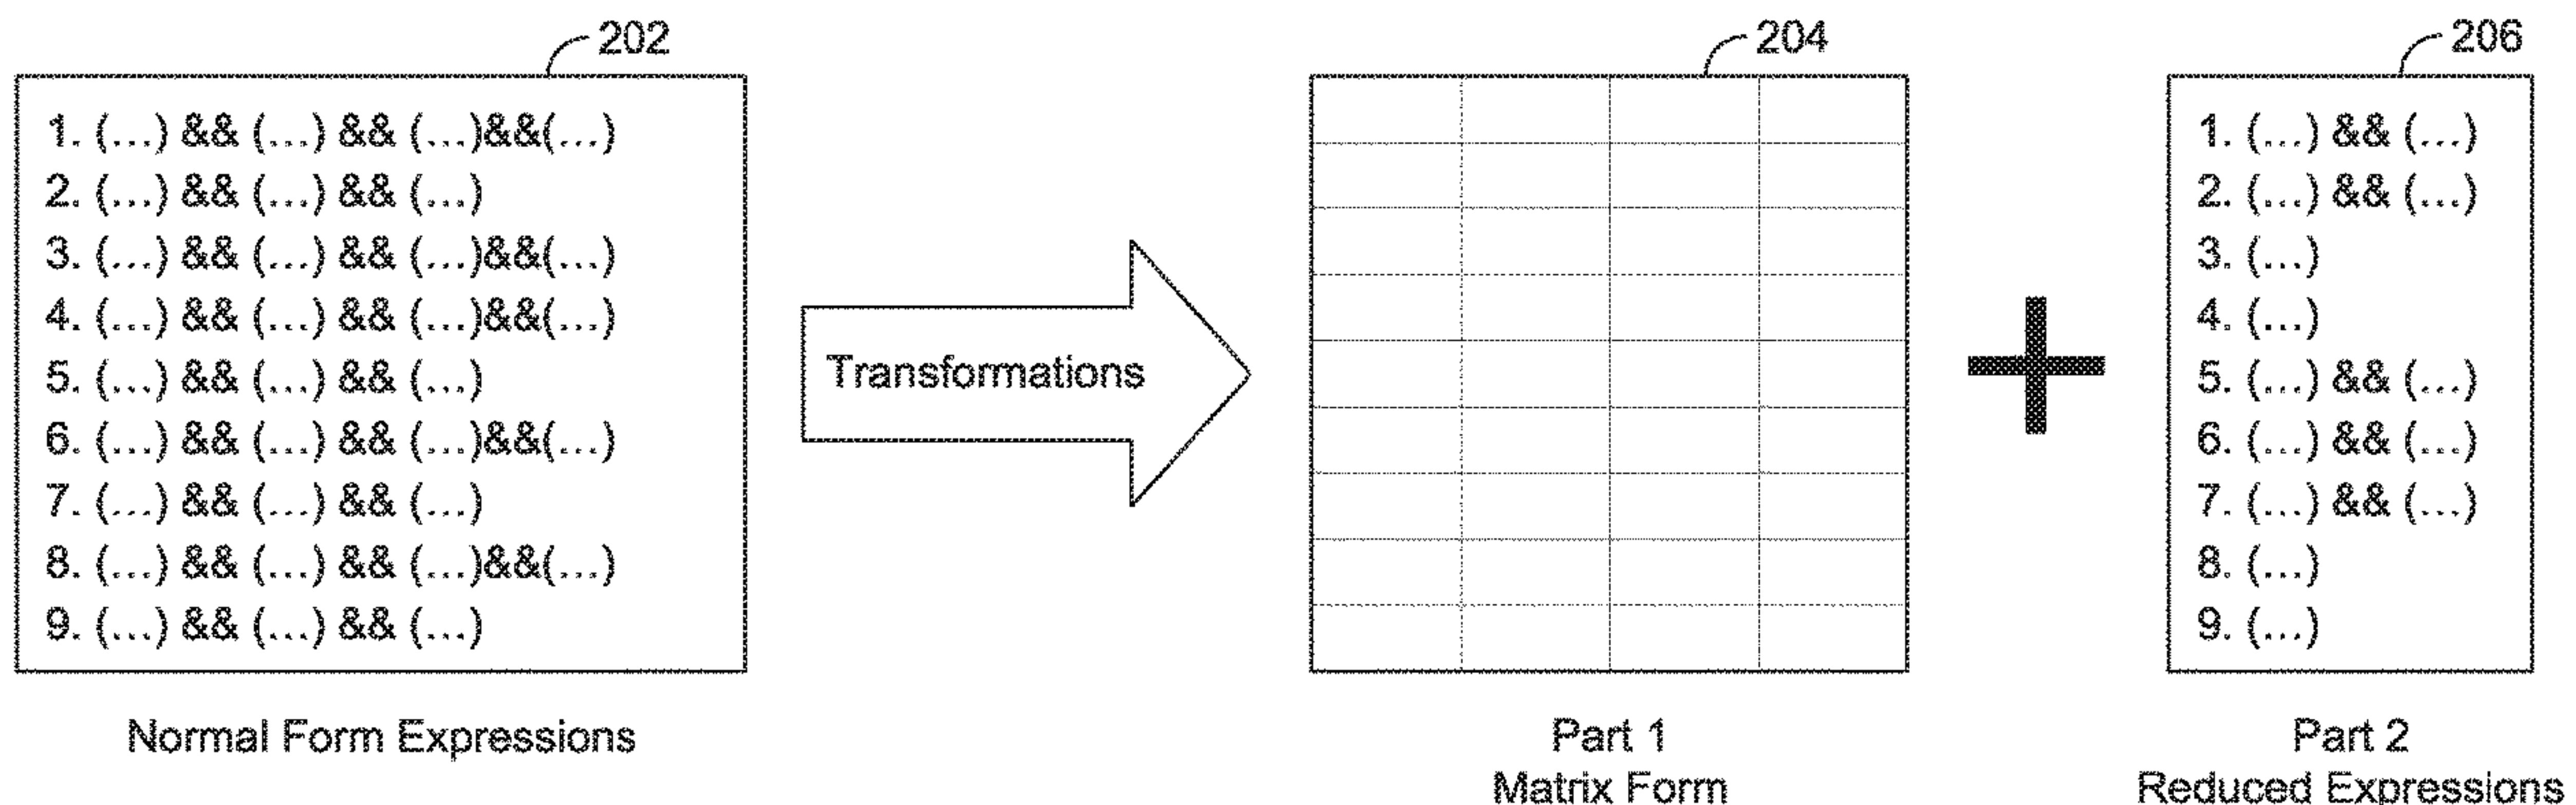 202
1. (...) && (...) && (...)&&(...)
2. (...) && (...) && (...)
3. (...) && (...) && (...)&&(...)
4. (...) && (...) && (...)&&(...)
5. (...) && (...) && (...)
6. (...) && (...) && (...)&&(...)
7. (...) && (...) && (...)
8. (...) && (...) && (...)&&(...)
9. (...) && (...) && (...)
Normal Form Expressions
Transformations
204
Part 1
Matrix Form
206
1. (...) && (...)
2. (...) && (...)
3. (...)
4. (...)
5. (...) && (...)
6. (...) && (...)
7. (...) && (...)
8. (...)
9. (...)
Part 2
Reduced Expressions